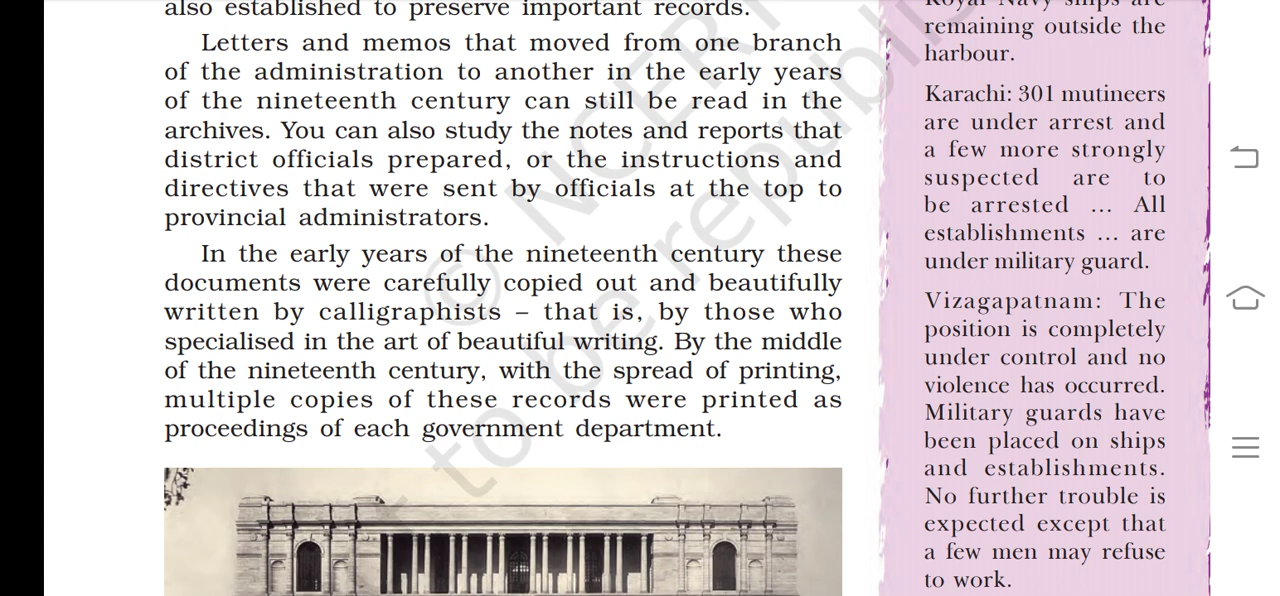 also established to preserve important records.
Letters and memos that moved from one branch
of the administration to another in the early years
of the nineteenth century can still be read in the
archives. You can also study the notes and reports that
district officials prepared, or the instructions and
directives that were sent by officials at the top to
provincial administrators.
In the early years of the nineteenth century these
documents were carefully copied out and beautifully
written by calligraphists – that is, by those who
specialised in the art of beautiful writing. By the middle
of the nineteenth century, with the spread of printing,
multiple copies of these records were printed as
proceedings of each government department.
Royal Navy ships are
remaining outside the
harbour.
Karachi: 301 mutineers
are under arrest and
a few more strongly
suspected are to
be arrested ... All
establishments ... are
under military guard.
Vizagapatnam: The
position is completely
under control and no
violence has occurred.
Military guards have
been placed on ships
and establishments.
No further trouble is
expected except that
a few men may refuse
to work.
© NCERT
to be republis